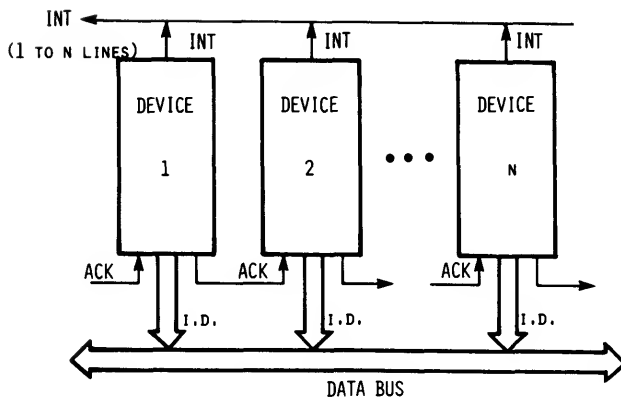 INT
(1 TO N LINES)
INT
INT
INT
DEVICE
1
DEVICE
2
•••
DEVICE
N
ACK
ACK
ACK
I.D.
I.D.
I.D.
DATA BUS